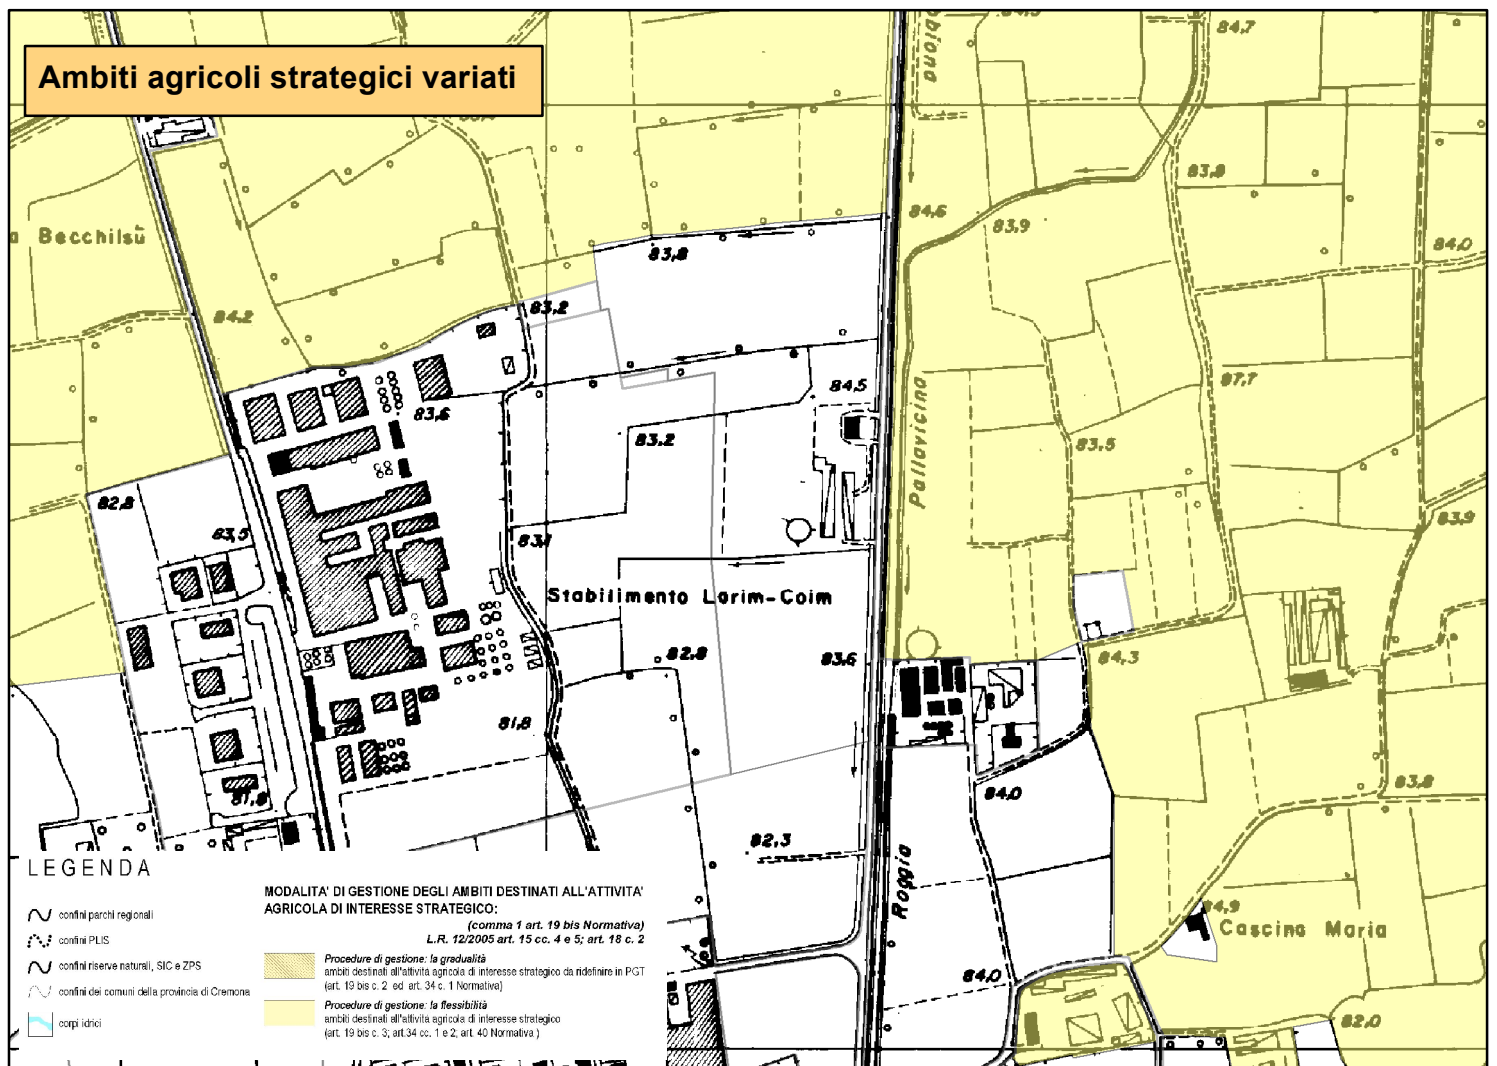 Ambiti agricoli strategici variati
84,7
83,8
84,6
83,9
a Becchilsù
83,8
84,0
84,2
83,2
87,7
84,5
Pallavicina
83,6
83,2
83,5
82,8
83,5
83,1
83,9
Stabilimento Larim-Coim
82,8
83,6
84,3
81,8
84,0
83,8
81,8
82,3
Roggia
84,9
Cascina Maria
84,0
82,0
LEGENDA
confini parchi regionali
confini PLIS
confini riserve naturali, SIC e ZPS
confini dei comuni della provincia di Cremona
corpi idrici
MODALITA' DI GESTIONE DEGLI AMBITI DESTINATI ALL'ATTIVITA'
AGRICOLA DI INTERESSE STRATEGICO:
(comma 1 art. 19 bis Normativa)
L.R. 12/2005 art. 15 cc. 4 e 5; art. 18 c. 2
Procedure di gestione: la gradualità
ambiti destinati all'attività agricola di interesse strategico da ridefinire in PGT
(art. 19 bis c. 2 ed art. 34 c. 1 Normativa)
Procedure di gestione: la flessibilità
ambiti destinati all'attività agricola di interesse strategico
(art. 19 bis c. 3; art.34 cc. 1 e 2; art. 40 Normativa )